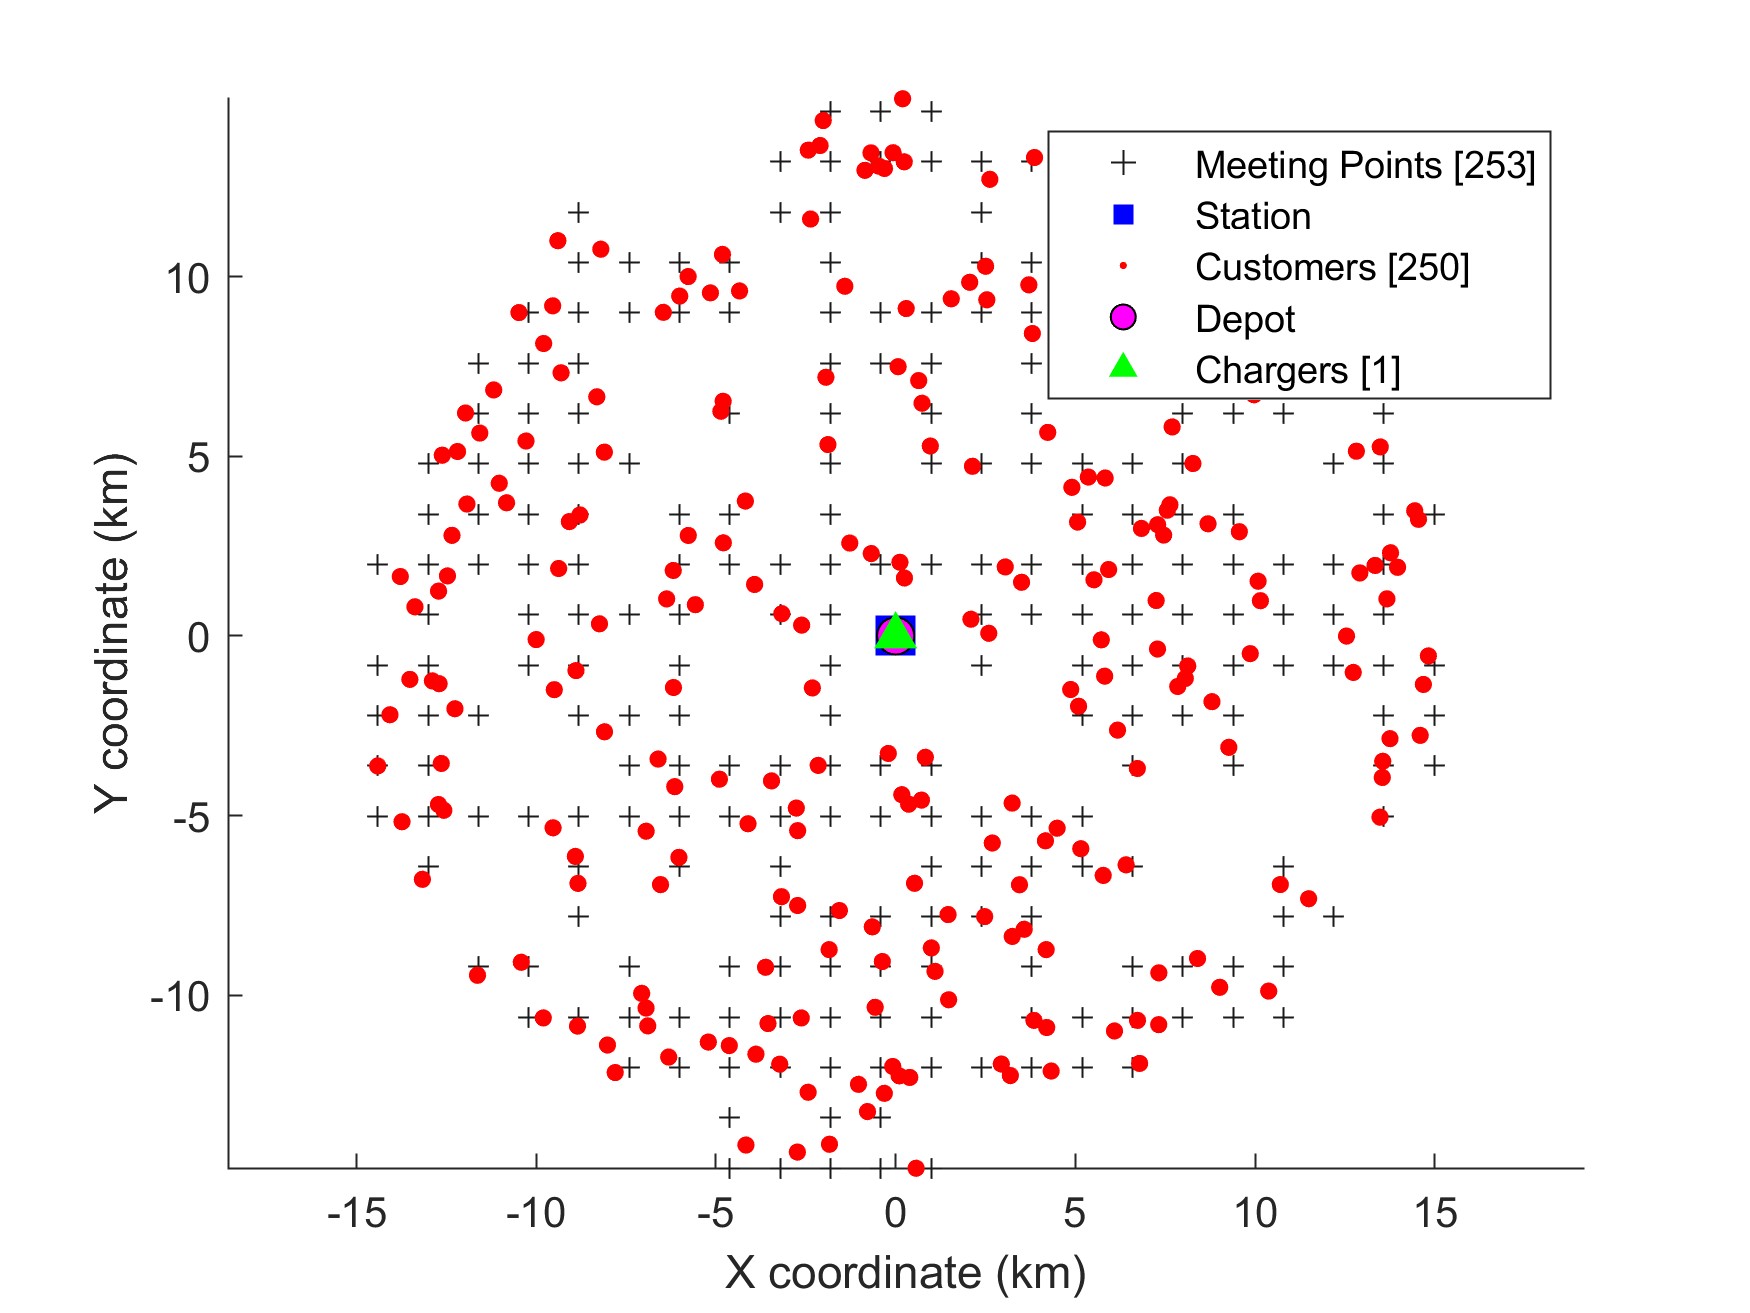 Meeting Points [253]
Station
Customers [250]
Depot
Chargers [1]
10
5
0
-5
-10
Y coordinate (km)
-15 -10 -5 0 5 10 15
X coordinate (km)